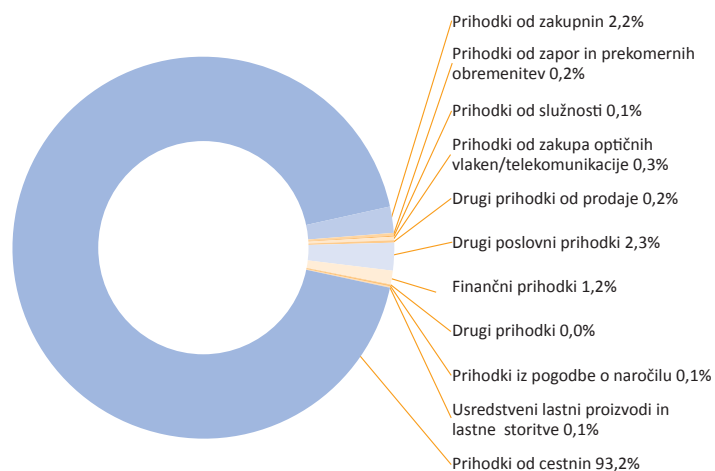 Prihodki od zakupnin 2,2%
Prihodki od zapor in prekomernih
obremenitev 0,2%
Prihodki od služnosti 0,1%
Prihodki od zakupa optičnih
vlaken/telekomunikacije 0,3%
Drugi prihodki od prodaje 0,2%
Drugi poslovni prihodki 2,3%
Finančni prihodki 1,2%
Drugi prihodki 0,0%
Prihodki iz pogodbe o naročilu 0,1%
Usredstveni lastni proizvodi in
lastne storitve 0,1%
Prihodki od cestnin 93,2%